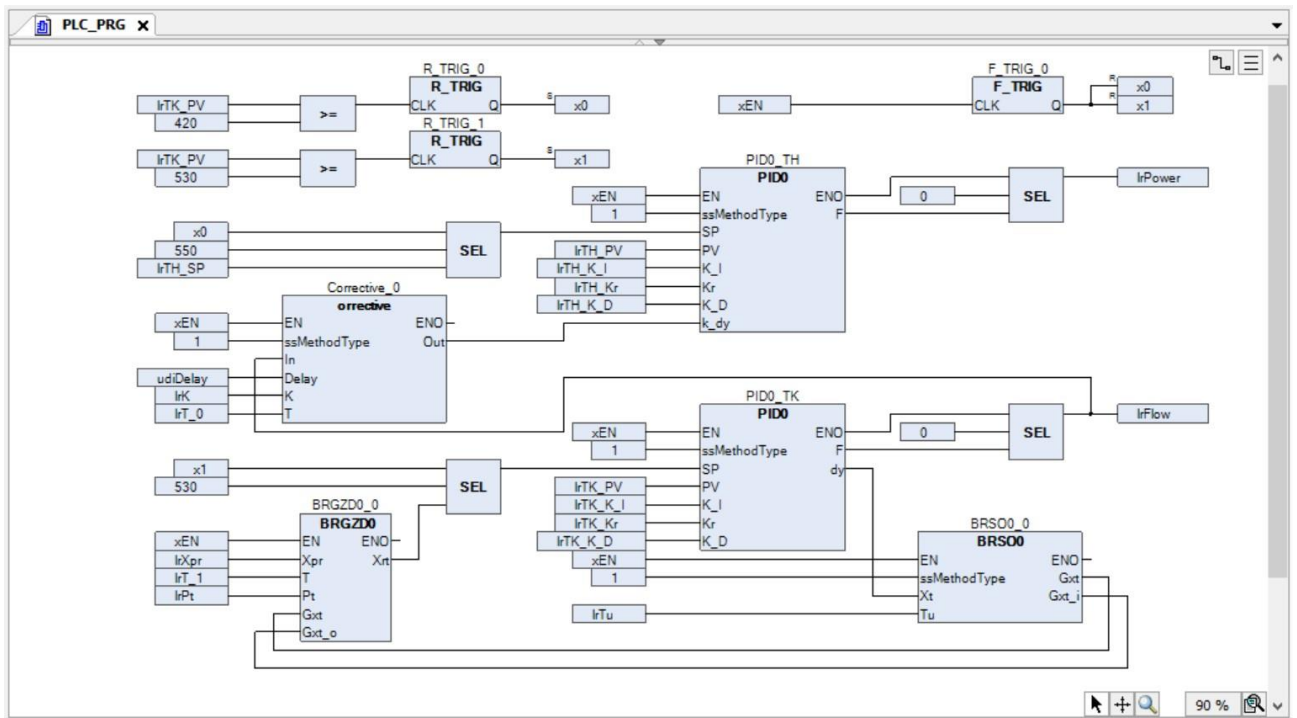 PLC_PRG
R_TRIG_0
R_TRIG
CLK Q
lrTK_PV
420
>=
S
x0
F_TRIG_0
F_TRIG
CLK Q
xEN
R
x0
R
x1
R_TRIG_1
R_TRIG
CLK Q
lrTK_PV
530
>=
S
x1
PID0_TH
PID0
EN ENO
ssMethodType F
SP
PV
K_I
Kr
K_D
k_dy
xEN
1
lrTH_PV
lrTH_K_I
lrTH_Kr
lrTH_K_D
0
SEL
lrPower
x0
550
lrTH_SP
SEL
Corrective_0
orrective
EN ENO
ssMethodType Out
In
Delay
K
T
xEN
1
udiDelay
lrK
lrT_0
PID0_TK
PID0
EN ENO
ssMethodType F
SP dy
PV
K_I
Kr
K_D
xEN
1
lrTK_PV
lrTK_K_I
lrTK_Kr
lrTK_K_D
0
SEL
lrFlow
x1
530
SEL
BRGZD0_0
BRGZD0
EN ENO
Xpr Xrt
T
Pt
Gxt
Gxt_o
xEN
lrXpr
lrT_1
lrPt
BRSO0_0
BRSO0
EN ENO
ssMethodType Gxt
Xt Gxt_i
Tu
xEN
1
lrTu
90 %